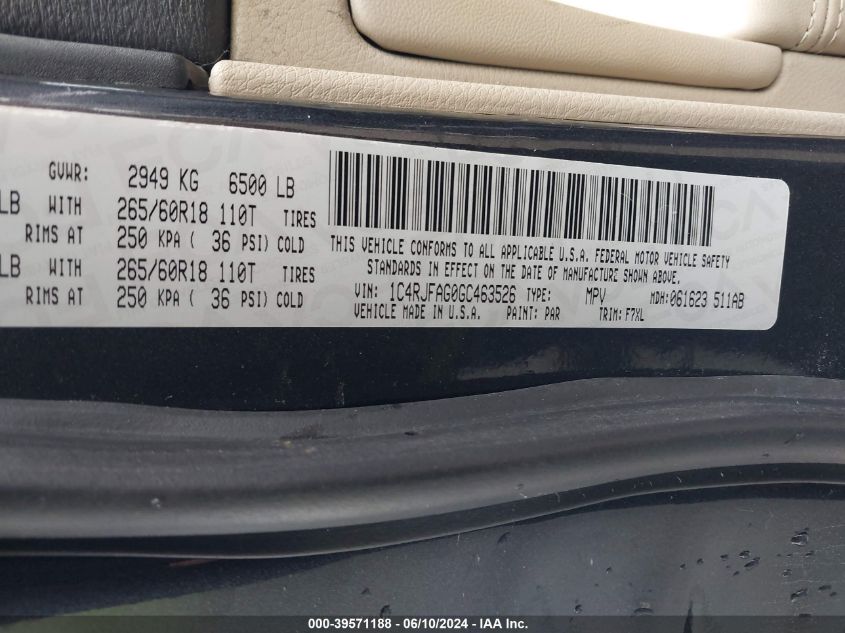 GVWR: 2949 KG 6500 LB
LB WITH 265/60R18 110T TIRES
RIMS AT 250 KPA ( 36 PSI) COLD
LB WITH 265/60R18 110T TIRES
RIMS AT 250 KPA ( 36 PSI) COLD
THIS VEHICLE CONFORMS TO ALL APPLICABLE U.S.A. FEDERAL MOTOR VEHICLE SAFETY
STANDARDS IN EFFECT ON THE DATE OF MANUFACTURE SHOWN ABOVE.
VIN: 1C4RJFAG0GC463526 TYPE: MPV MDH: 061623 511AB
VEHICLE MADE IN U.S.A. PAINT: PAR TRIM: F7XL
000-39571188 - 06/10/2024 - IAA Inc.